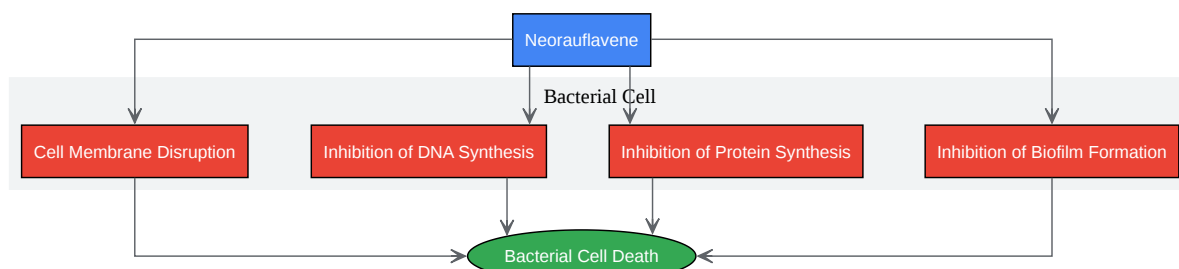 Neorauflavene
Bacterial Cell
Cell Membrane Disruption
Inhibition of DNA Synthesis
Inhibition of Protein Synthesis
Inhibition of Biofilm Formation
Bacterial Cell Death